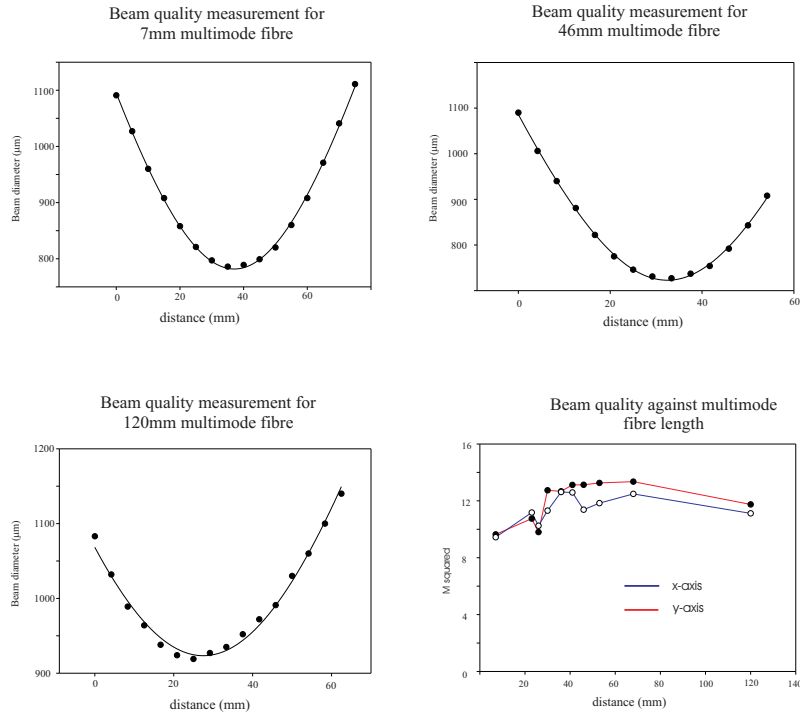 Beam quality measurement for
7mm multimode fibre
1100
1000
900
800
Beam diameter (μm)
0
20
40
60
distance (mm)
Beam quality measurement for
46mm multimode fibre
1100
1000
900
800
Beam diameter (μm)
0
20
40
60
distance (mm)
Beam quality measurement for
120mm multimode fibre
1200
1100
1000
900
Beam diameter (μm)
0
20
40
60
distance (mm)
Beam quality against multimode
fibre length
16
12
8
4
0
M squared
x-axis
y-axis
0
20
40
60
80
100
120
140
distance (mm)